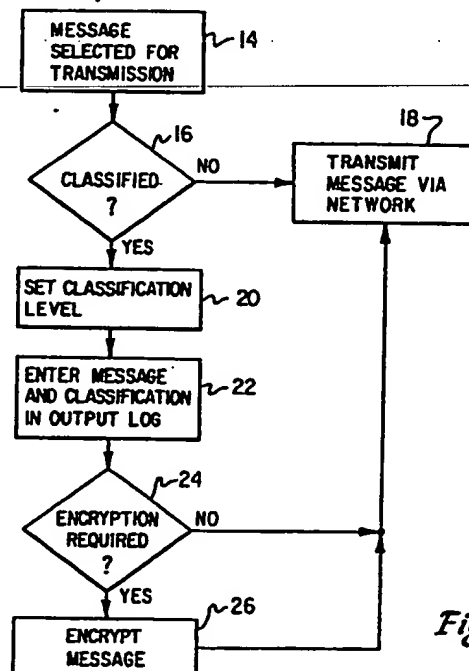 MESSAGE
SELECTED FOR
TRANSMISSION
14
16
CLASSIFIED
?
NO
YES
18
TRANSMIT
MESSAGE VIA
NETWORK
SET CLASSIFICATION
LEVEL
20
ENTER MESSAGE
AND CLASSIFICATION
IN OUTPUT LOG
22
24
ENCRYPTION
REQUIRED
?
NO
YES
26
ENCRYPT
MESSAGE
Fig